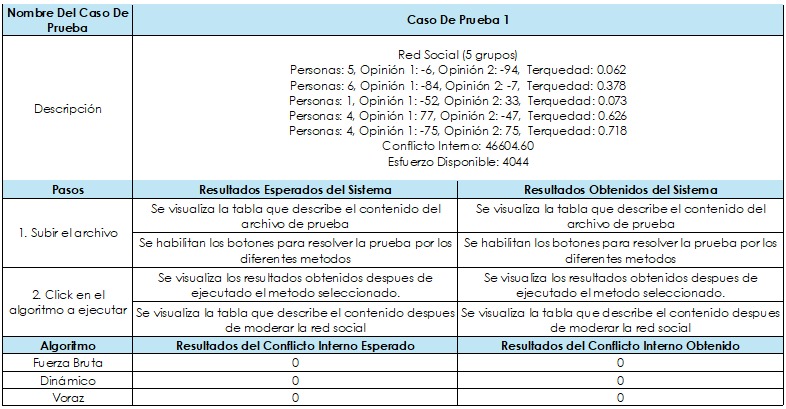 Nombre Del Caso De Prueba
Caso De Prueba 1
Descripción
Red Social (5 grupos)
Personas: 5, Opinión 1: -6, Opinión 2: -94, Terquedad: 0.062
Personas: 6, Opinión 1: -84, Opinión 2: -7, Terquedad: 0.378
Personas: 1, Opinión 1: -52, Opinión 2: 33, Terquedad: 0.073
Personas: 4, Opinión 1: 77, Opinión 2: -47, Terquedad: 0.626
Personas: 4, Opinión 1: -75, Opinión 2: 75, Terquedad: 0.718
Conflicto Interno: 46604.60
Esfuerzo Disponible: 4044
Pasos
Resultados Esperados del Sistema
Resultados Obtenidos del Sistema
1. Subir el archivo
Se visualiza la tabla que describe el contenido del archivo de prueba
Se visualiza la tabla que describe el contenido del archivo de prueba
Se habilitan los botones para resolver la prueba por los diferentes metodos
Se habilitan los botones para resolver la prueba por los diferentes metodos
2. Click en el algoritmo a ejecutar
Se visualiza los resultados obtenidos despues de ejecutado el metodo seleccionado.
Se visualiza los resultados obtenidos despues de ejecutado el metodo seleccionado.
Se visualiza la tabla que describe el contenido despues de moderar la red social
Se visualiza la tabla que describe el contenido despues de moderar la red social
Algoritmo
Resultados del Conflicto Interno Esperado
Resultados del Conflicto Interno Obtenido
Fuerza Bruta
0
0
Dinámico
0
0
Voraz
0
0